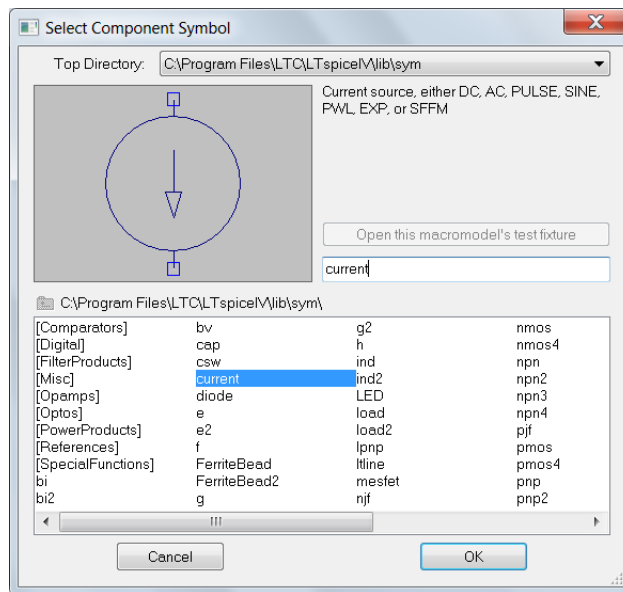 Select Component Symbol
Top Directory: C:\Program Files\LTC\LTspiceIV\lib\sym
Current source, either DC, AC, PULSE, SINE,
PWL, EXP, or SFFM
Open this macromodel's test fixture
current
C:\Program Files\LTC\LTspiceIV\lib\sym\
[Comparators] bv g2 nmos
[Digital] cap h nmos4
[FilterProducts] csw ind npn
[Misc] current ind2 npn2
[Opamps] diode LED npn3
[Optos] e load npn4
[PowerProducts] e2 load2 pjf
[References] f lpnp pmos
[SpecialFunctions] FerriteBead ltline pmos4
bi FerriteBead2 mesfet pnp
bi2 g njf pnp2
Cancel OK